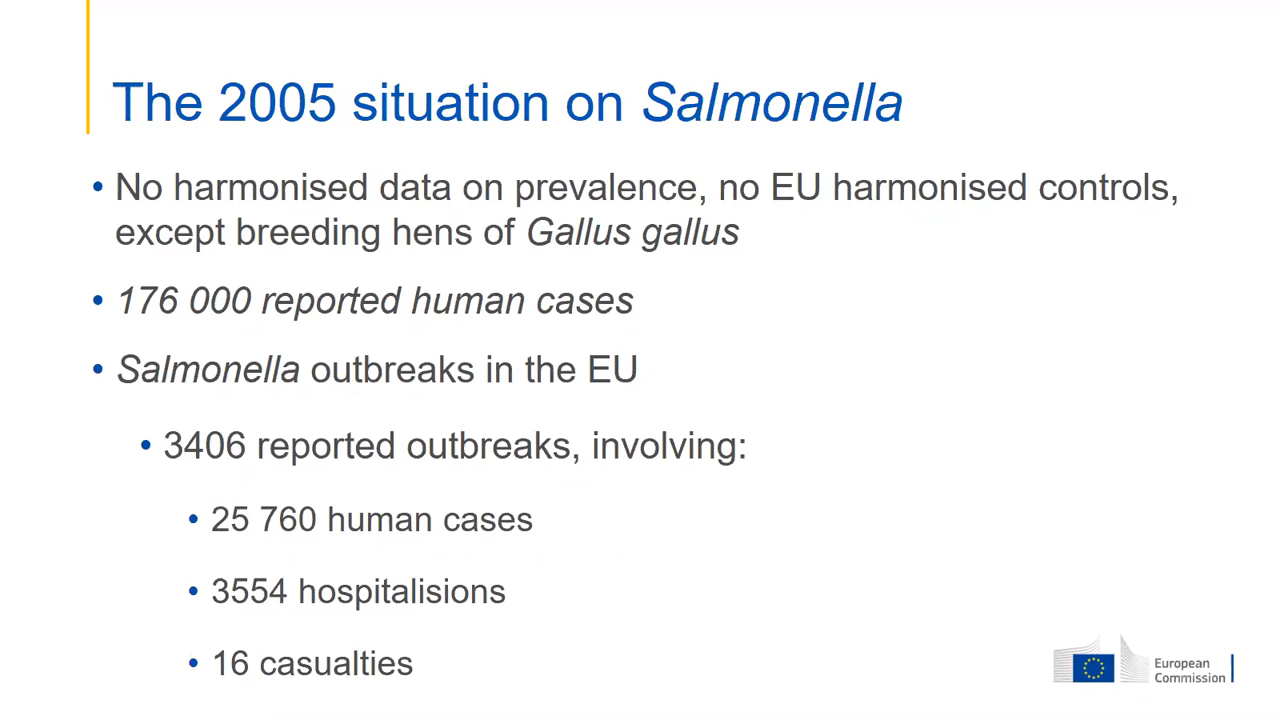 The 2005 situation on Salmonella
• No harmonised data on prevalence, no EU harmonised controls,
except breeding hens of Gallus gallus
• 176 000 reported human cases
• Salmonella outbreaks in the EU
• 3406 reported outbreaks, involving:
• 25 760 human cases
• 3554 hospitalisions
• 16 casualties
European
Commission